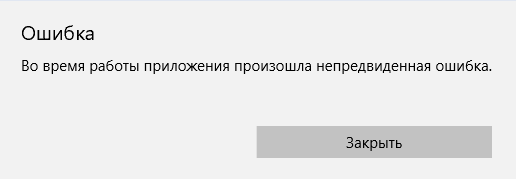 Ошибка
Во время работы приложения произошла непредвиденная ошибка.
Закрыть